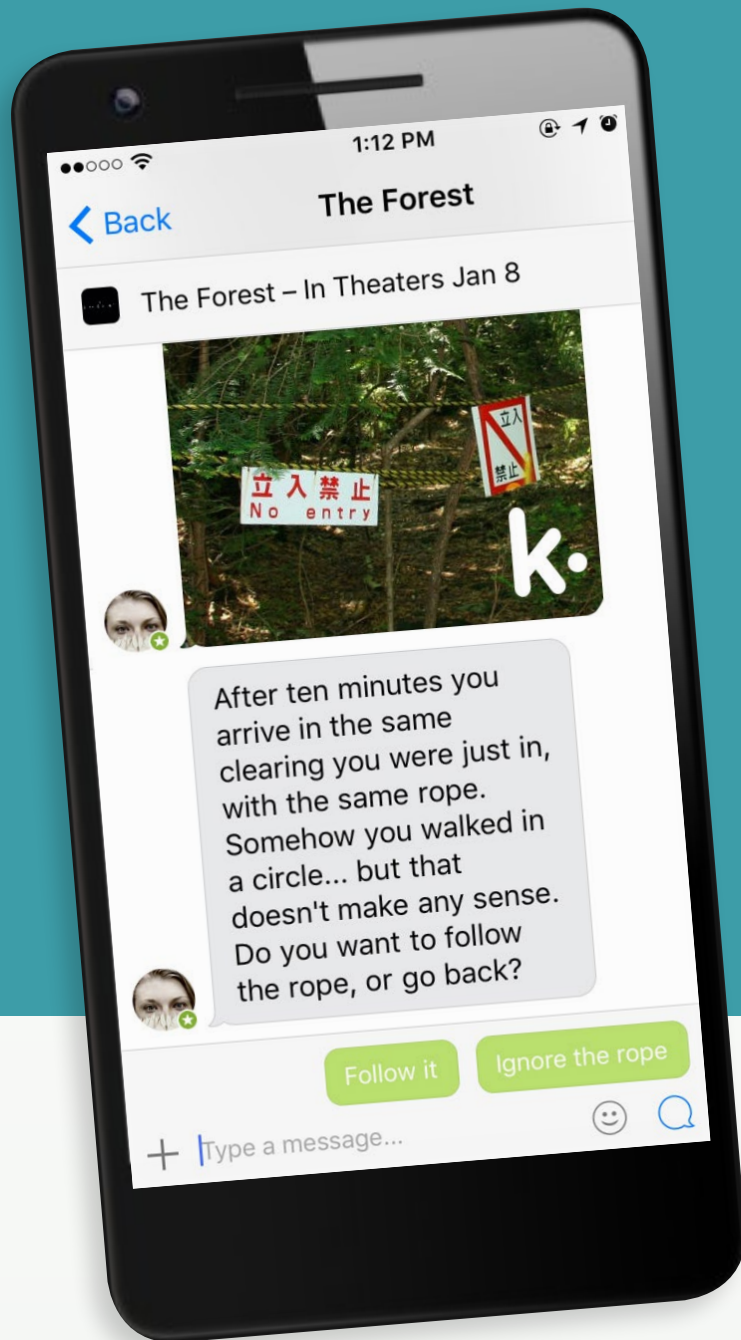 1:12 PM
Back
The Forest
The Forest – In Theaters Jan 8
立入
禁止
立入禁止
No entry
k.
After ten minutes you
arrive in the same
clearing you were just in,
with the same rope.
Somehow you walked in
a circle... but that
doesn't make any sense.
Do you want to follow
the rope, or go back?
Follow it
Ignore the rope
Type a message...